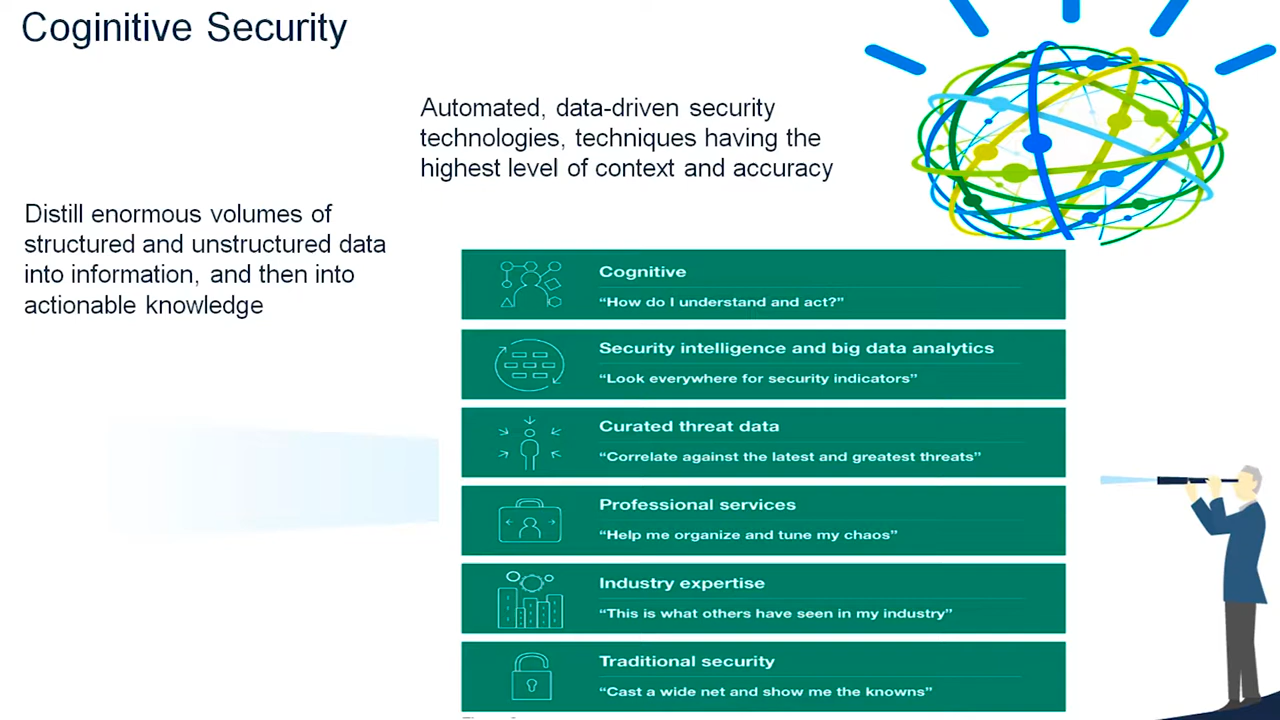 Coginitive Security
Automated, data-driven security
technologies, techniques having the
highest level of context and accuracy
Distill enormous volumes of
structured and unstructured data
into information, and then into
actionable knowledge
Cognitive
“How do I understand and act?”
Security intelligence and big data analytics
“Look everywhere for security indicators”
Curated threat data
“Correlate against the latest and greatest threats”
Professional services
“Help me organize and tune my chaos”
Industry expertise
“This is what others have seen in my industry”
Traditional security
“Cast a wide net and show me the knowns”